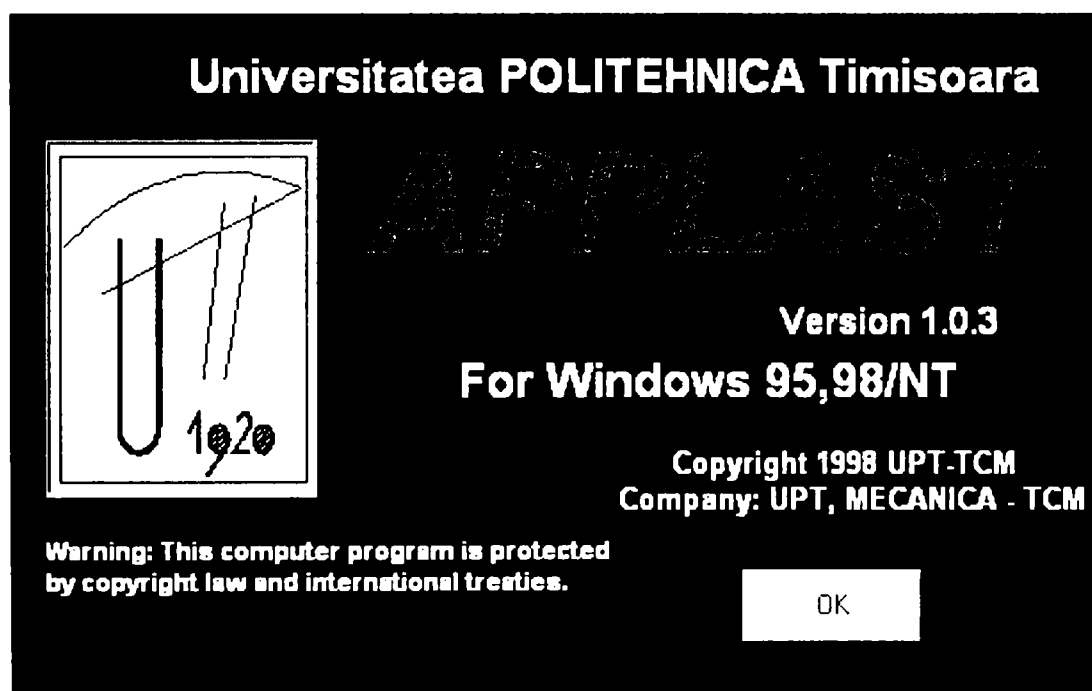 Universitatea POLITEHNICA Timisoara
APPLAST
Version 1.0.3
For Windows 95,98/NT
1920
Copyright 1998 UPT-TCM
Company: UPT, MECANICA - TCM
Warning: This computer program is protected
by copyright law and international treaties.
OK